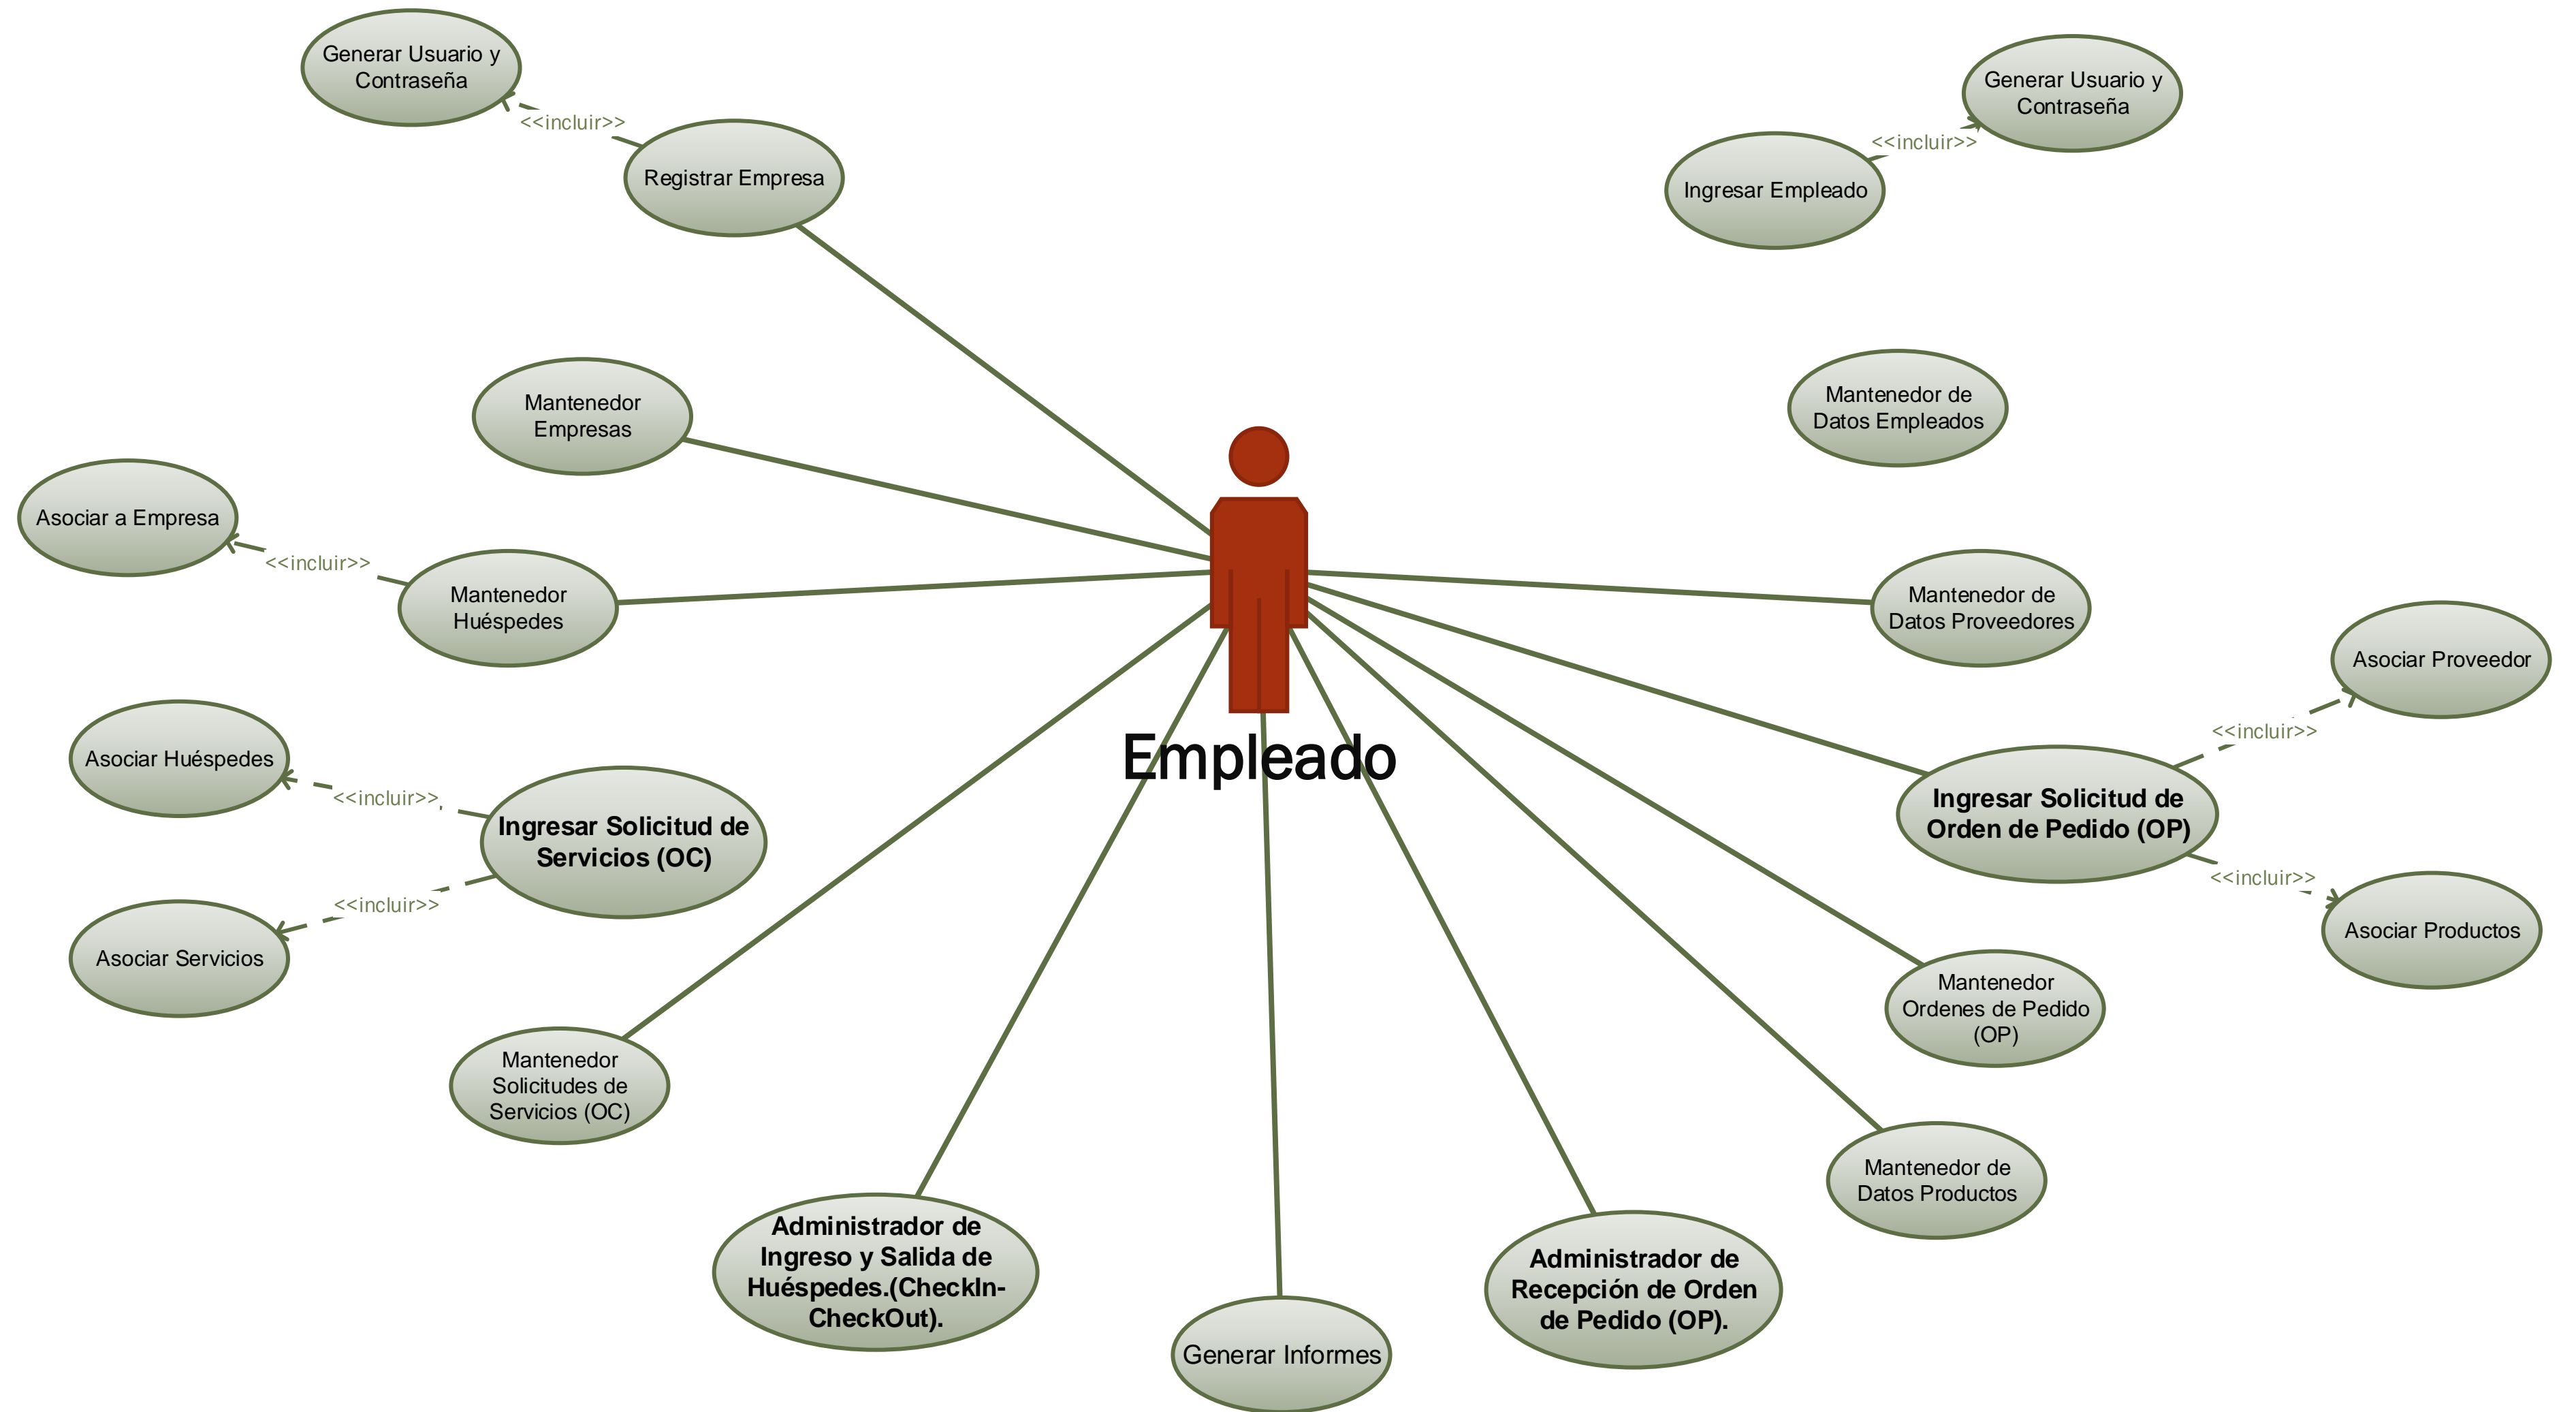 Generar Usuario y
Contraseña
<<incluir>>
Registrar Empresa
Generar Usuario y
Contraseña
<<incluir>>
Ingresar Empleado
Mantenedor
Empresas
Mantenedor de
Datos Empleados
Asociar a Empresa
<<incluir>>
Mantenedor
Huéspedes
Mantenedor de
Datos Proveedores
Asociar Proveedor
<<incluir>>
Empleado
Asociar Huéspedes
<<incluir>>
Ingresar Solicitud de
Servicios (OC)
<<incluir>>
Asociar Servicios
Ingresar Solicitud de
Orden de Pedido (OP)
<<incluir>>
Asociar Productos
Mantenedor
Ordenes de Pedido
(OP)
Mantenedor
Solicitudes de
Servicios (OC)
Mantenedor de
Datos Productos
Administrador de
Ingreso y Salida de
Huéspedes.(CheckIn-
CheckOut).
Administrador de
Recepción de Orden
de Pedido (OP).
Generar Informes